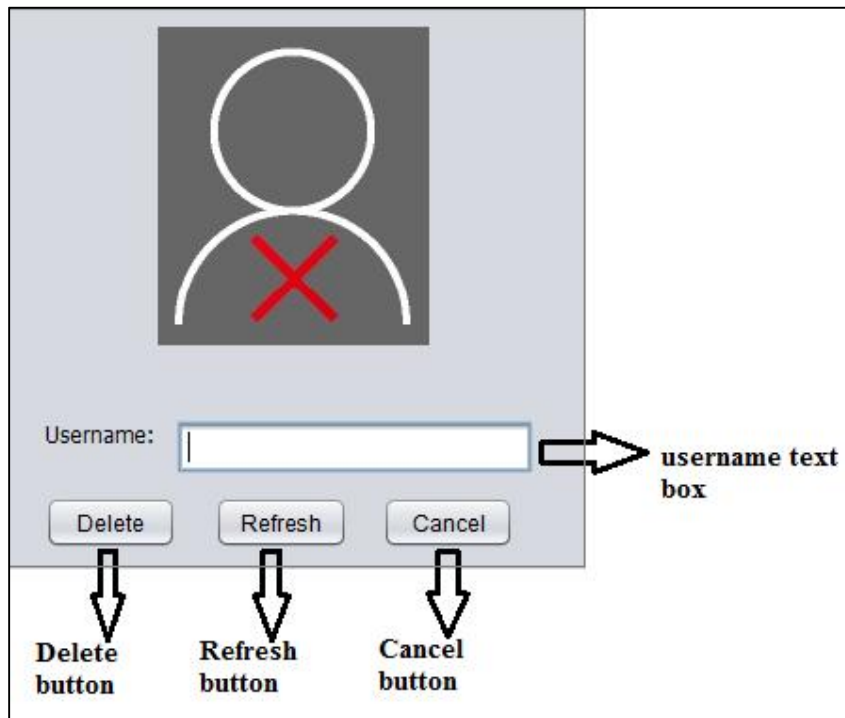 Username:
username text
box
Delete
Refresh
Cancel
Delete
button
Refresh
button
Cancel
button